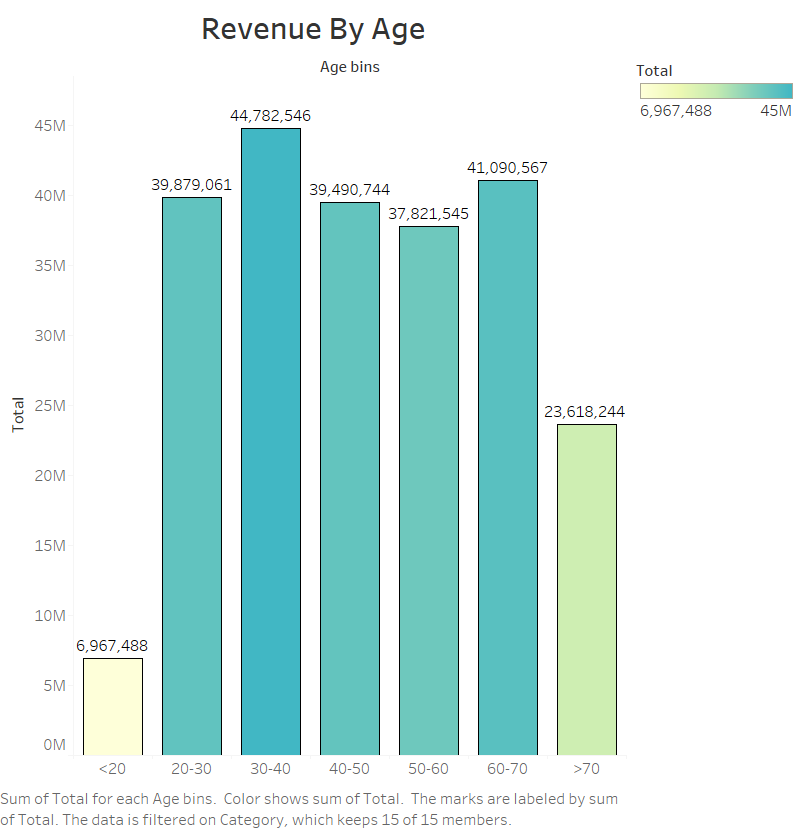 Revenue By Age
Age bins
Total
6,967,488 45M
44,782,546
45M
41,090,567
39,879,061
39,490,744
40M
37,821,545
35M
30M
25M
23,618,244
Total
20M
15M
10M
6,967,488
5M
0M
<20 20-30 30-40 40-50 50-60 60-70 >70
Sum of Total for each Age bins. Color shows sum of Total. The marks are labeled by sum
of Total. The data is filtered on Category, which keeps 15 of 15 members.